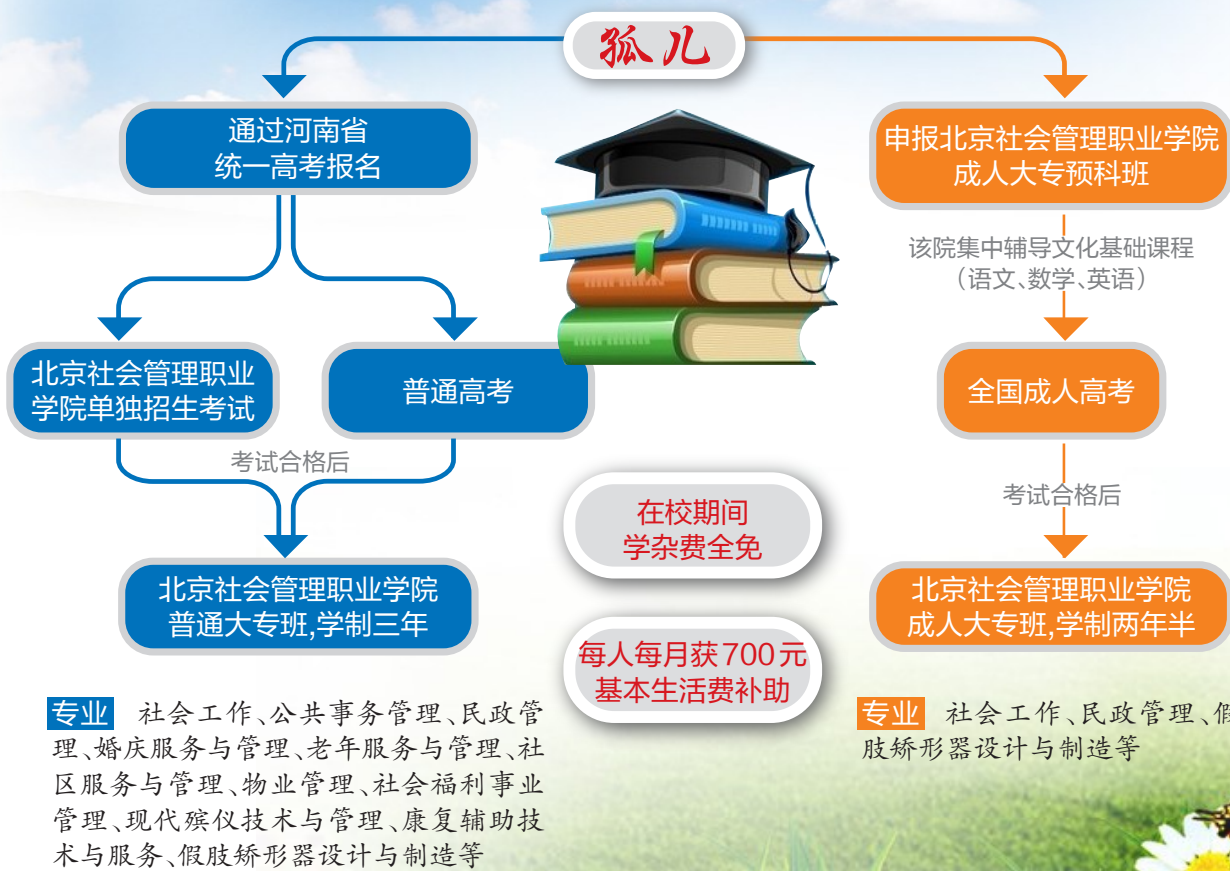 孤儿
通过河南省
统一高考报名
北京社会管理职业
学院单独招生考试
普通高考
考试合格后
北京社会管理职业学院
普通大专班,学制三年
专业 社会工作、公共事务管理、民政管
理、婚庆服务与管理、老年服务与管理、社
区服务与管理、物业管理、社会福利事业
管理、现代殡仪技术与管理、康复辅助技
术与服务、假肢矫形器设计与制造等
在校期间
学杂费全免
每人每月获700元
基本生活费补助
申报北京社会管理职业学院
成人大专预科班
该院集中辅导文化基础课程
（语文、数学、英语）
全国成人高考
考试合格后
北京社会管理职业学院
成人大专班,学制两年半
专业 社会工作、民政管理、假
肢矫形器设计与制造等